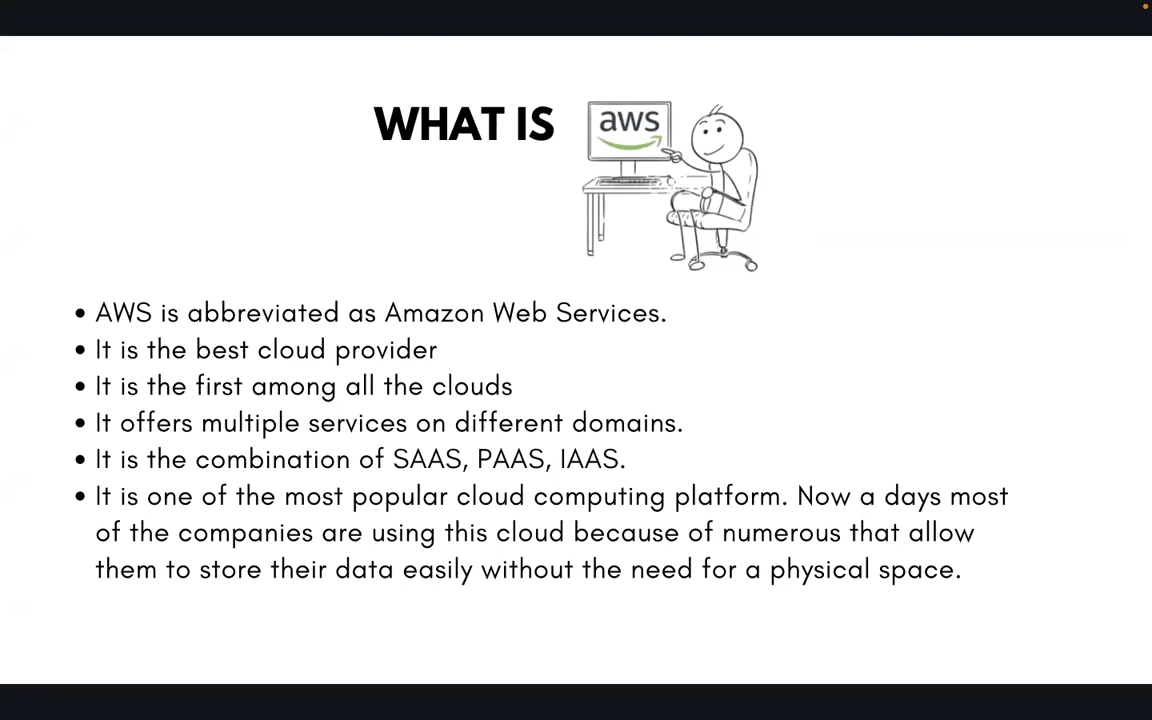 WHAT IS
aws
• AWS is abbreviated as Amazon Web Services.
• It is the best cloud provider
• It is the first among all the clouds
• It offers multiple services on different domains.
• It is the combination of SAAS, PAAS, IAAS.
• It is one of the most popular cloud computing platform. Now a days most
of the companies are using this cloud because of numerous that allow
them to store their data easily without the need for a physical space.